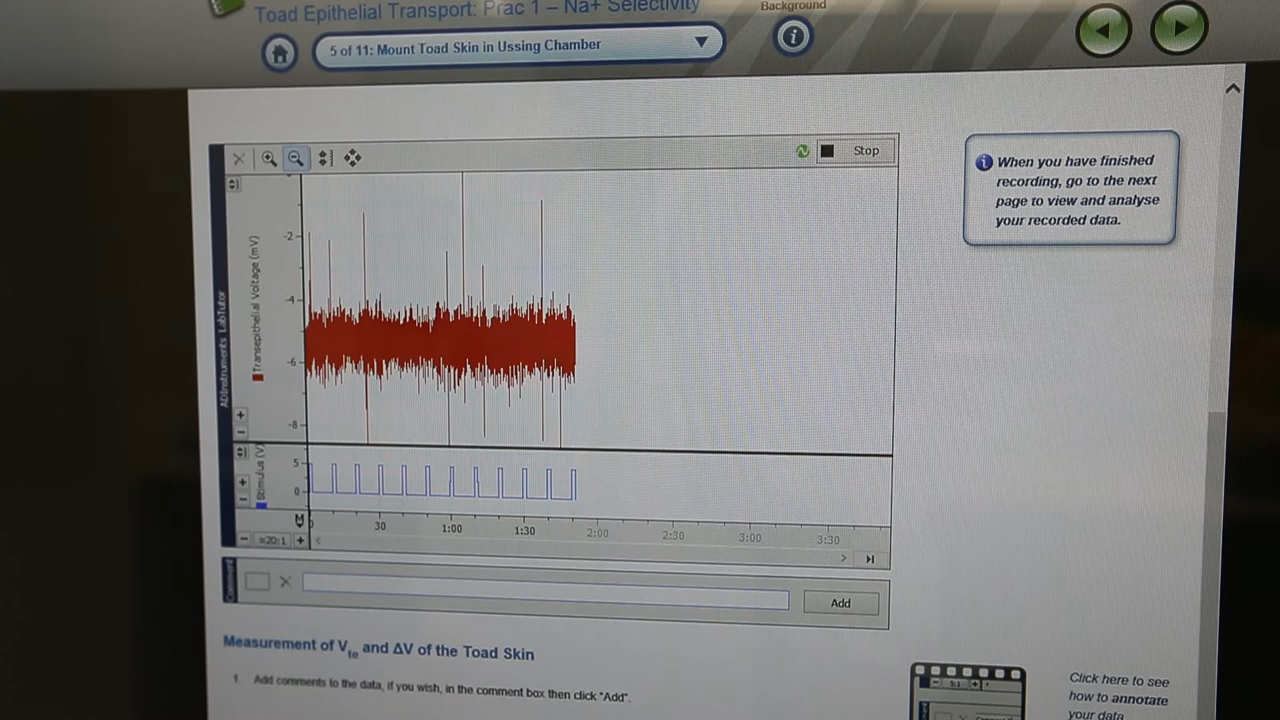 Toad Epithelial Transport: Prac 1 – Na+ Selectivity
Background
5 of 11: Mount Toad Skin in Ussing Chamber
Stop
When you have finished
recording, go to the next
page to view and analyse
your recorded data.
ADInstruments LabTutor
Transepithelial Voltage (mV)
-2
-4
-6
-8
Stimulus (V)
5
0
0
30
1:00
1:30
2:00
2:30
3:00
3:30
20:1
Comment
Add
Measurement of Vte and ΔV of the Toad Skin
1. Add comments to the data, if you wish, in the comment box then click "Add".
Click here to see
how to annotate
your data